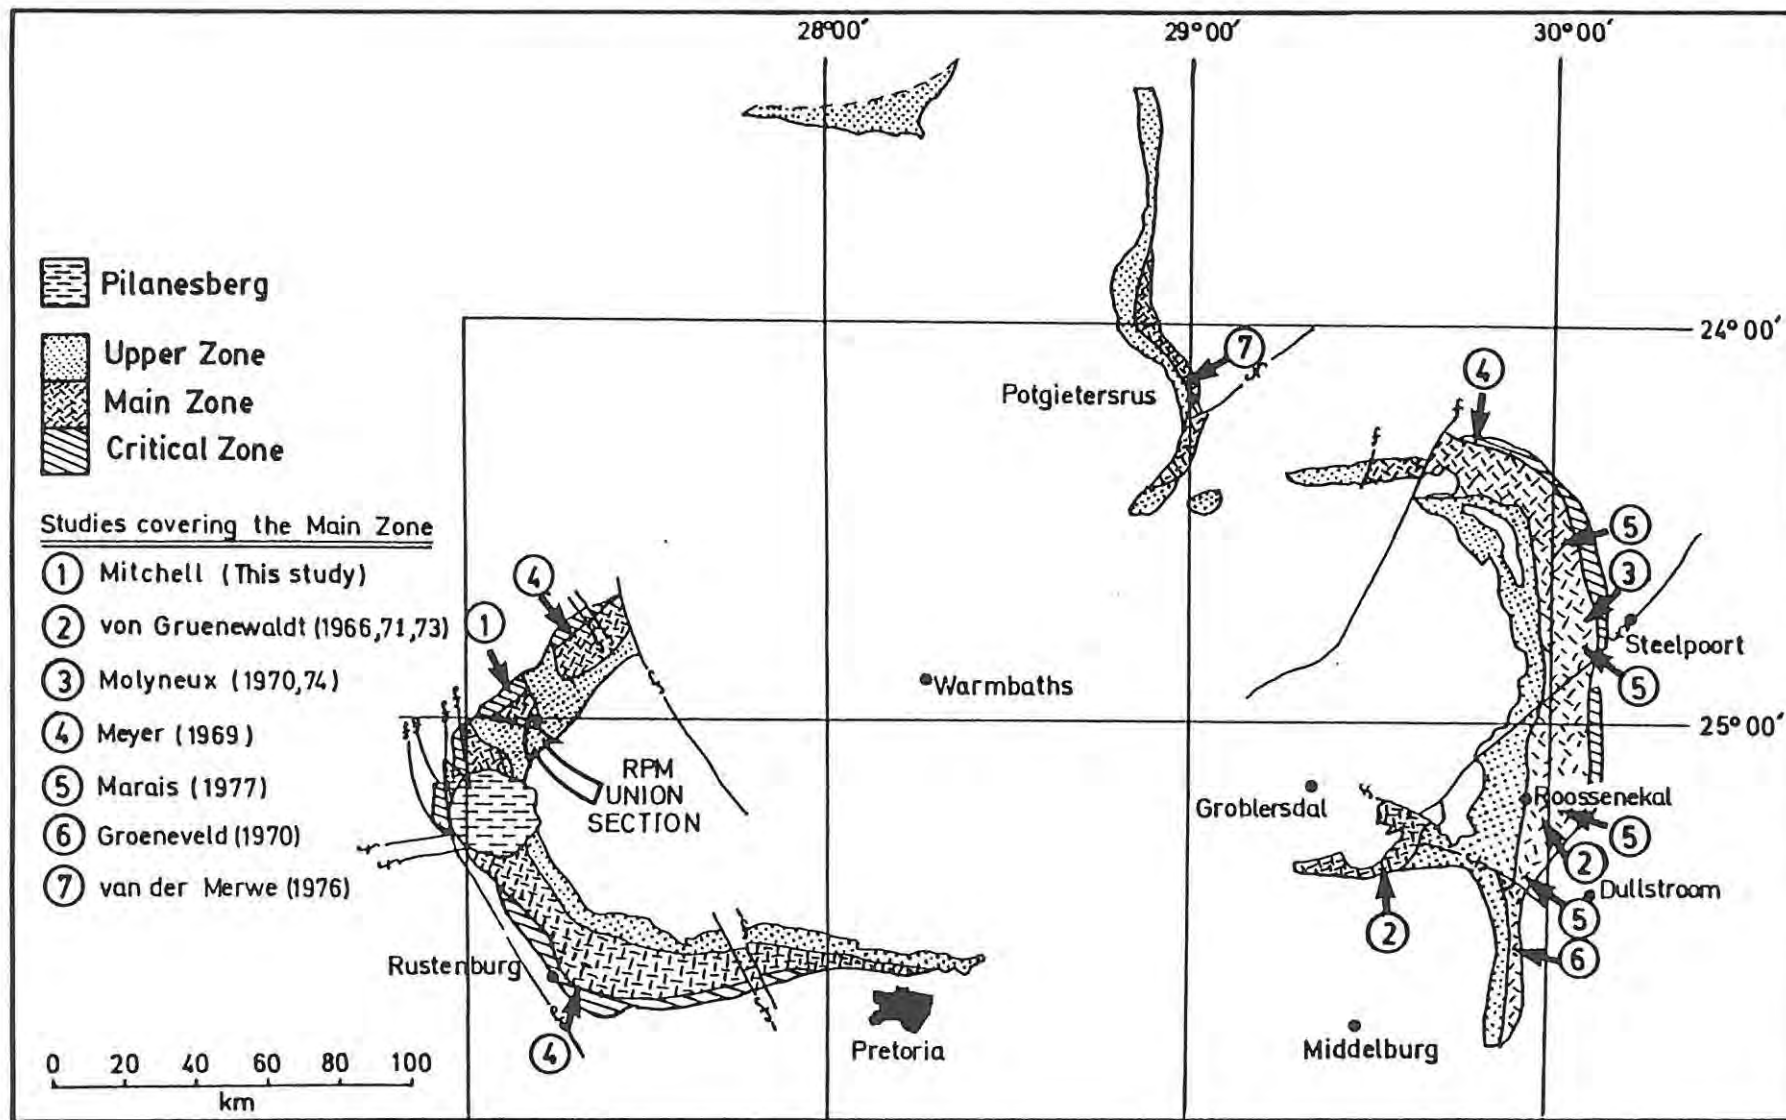 28°00′ 29°00′ 30°00′
Pilanesberg
Upper Zone
Main Zone
Critical Zone
Studies covering the Main Zone
1 Mitchell (This study)
2 von Gruenewaldt (1966,71,73)
3 Molyneux (1970,74)
4 Meyer (1969)
5 Marais (1977)
6 Groeneveld (1970)
7 van der Merwe (1976)
0 20 40 60 80 100
km
24°00′
7
Potgietersrus
4
f
f
5
3
Steelpoort
5
4
1
Warmbaths
25°00′
RPM
UNION
SECTION
Groblersdal
Roossenekal
5
2
Dullstroom
5
2
6
Rustenburg
4
Pretoria
Middelburg